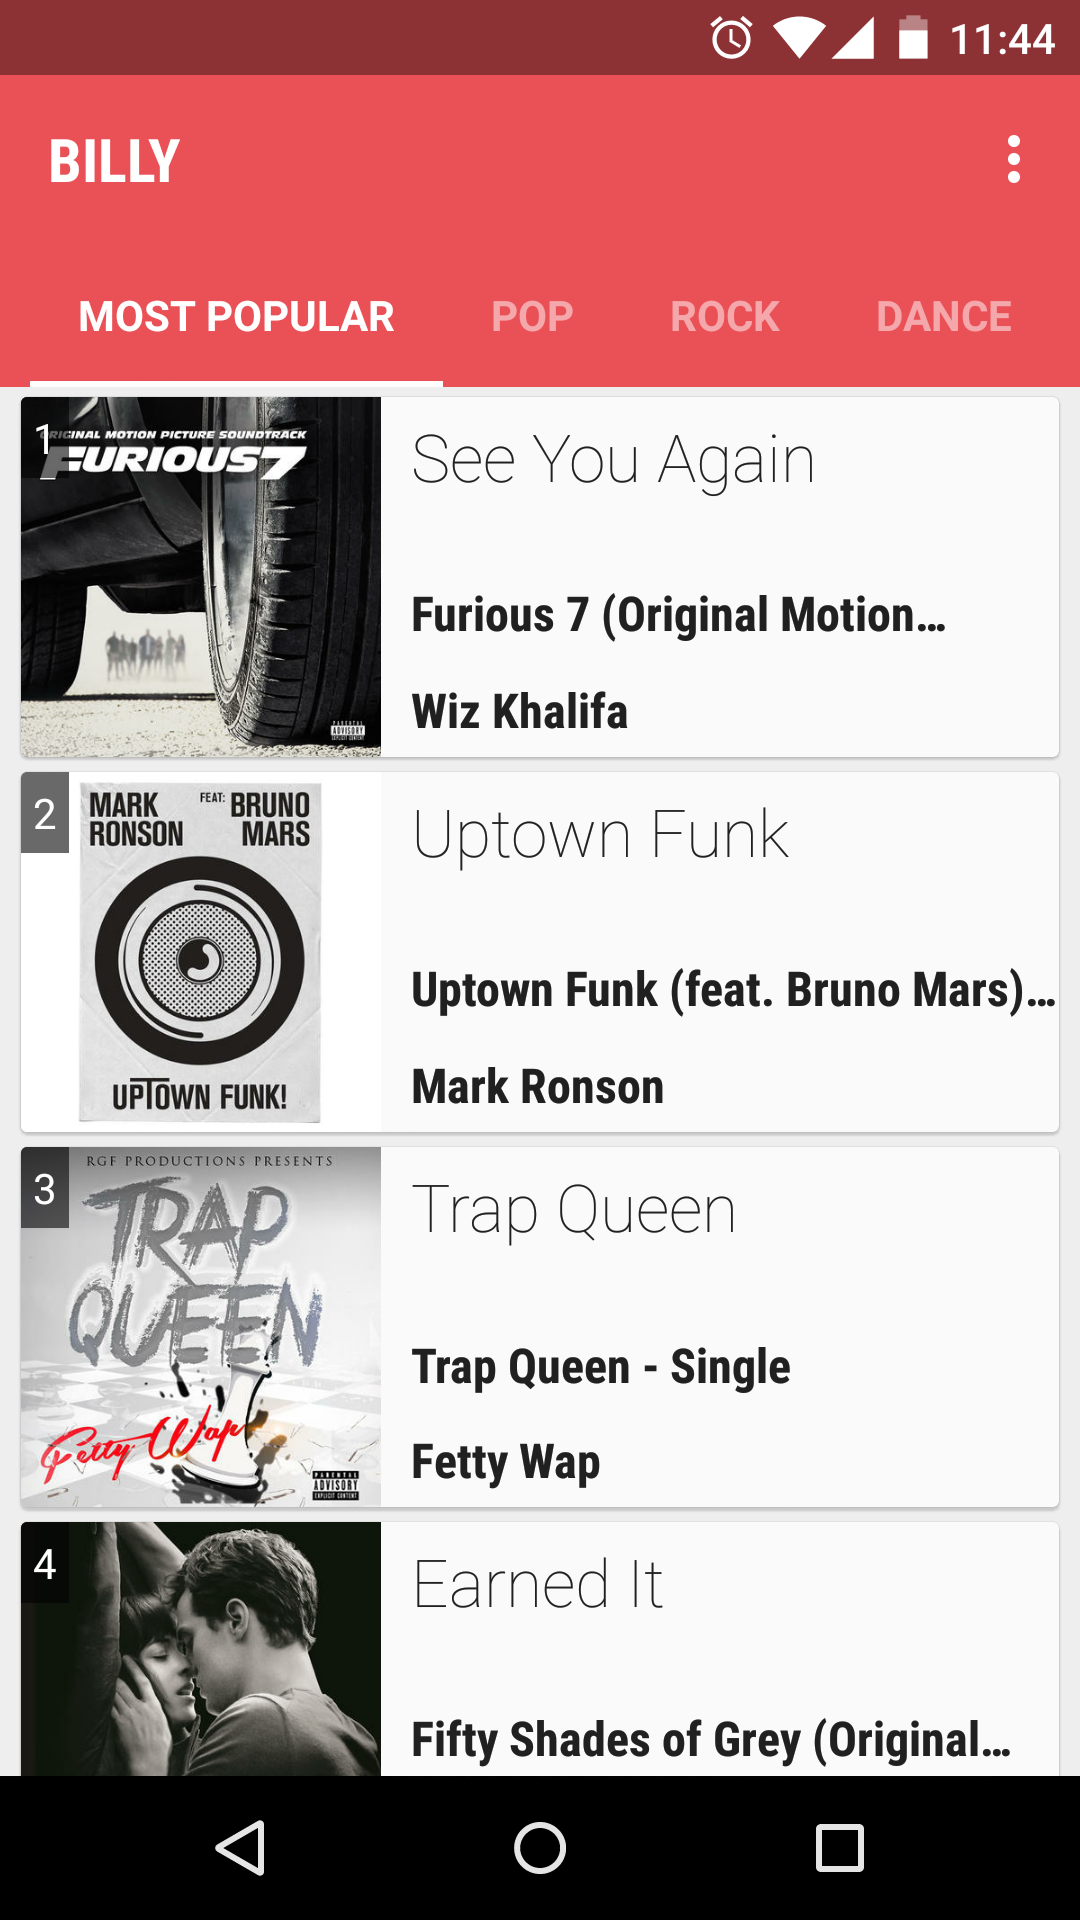 11:44
BILLY
MOST POPULAR POP ROCK DANCE
1
ORIGINAL MOTION PICTURE SOUNDTRACK
FURIOUS 7
PARENTAL
ADVISORY
EXPLICIT CONTENT
See You Again
Furious 7 (Original Motion...
Wiz Khalifa
2
MARK RONSON
FEAT: BRUNO MARS
UPTOWN FUNK!
Uptown Funk
Uptown Funk (feat. Bruno Mars)...
Mark Ronson
3
RGF PRODUCTIONS PRESENTS
TRAP
QUEEN
Fetty Wap
PARENTAL
ADVISORY
EXPLICIT CONTENT
Trap Queen
Trap Queen - Single
Fetty Wap
4
Earned It
Fifty Shades of Grey (Original...